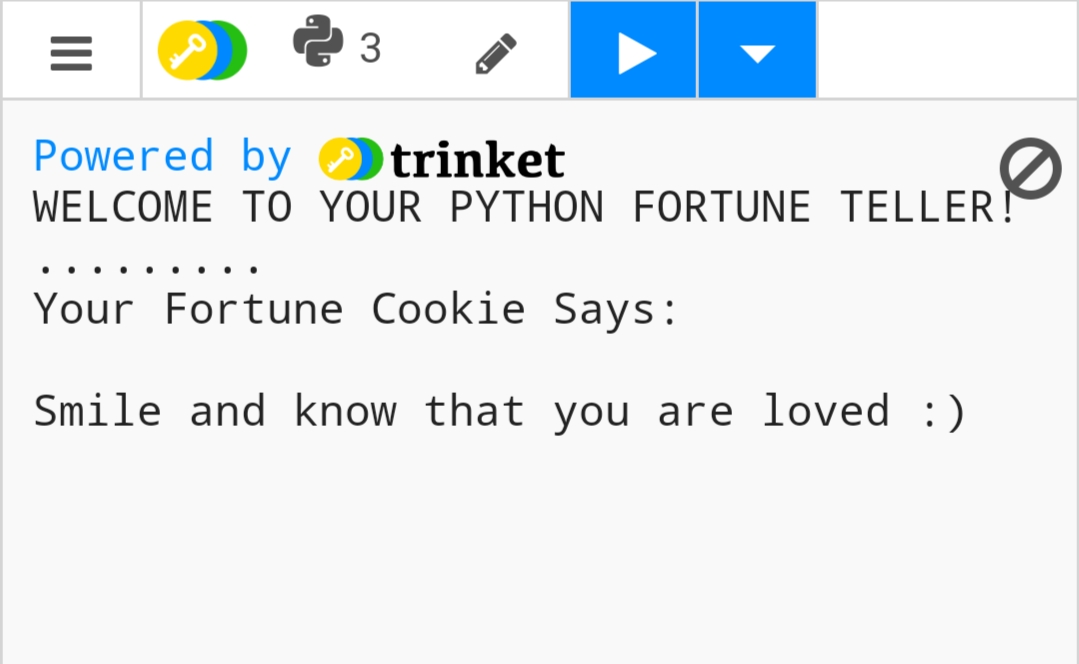 3
Powered by trinket
WELCOME TO YOUR PYTHON FORTUNE TELLER!
.........
Your Fortune Cookie Says:
Smile and know that you are loved :)